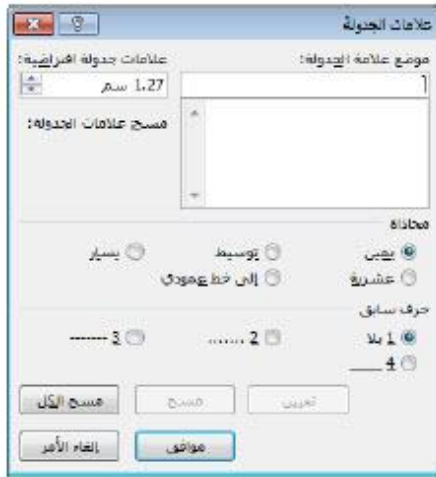 علامات الجدولة
موضع علامة الجدولة: علامات جدولة افتراضية:
1.27 سم
مسح علامات الجدولة:
محاذاة
يمين توسيط يسار
عشرية إلى خط عمودي
حرف سابق
1 بلا 2 ....... 3 -------
4 ____
تعيين مسح مسح الكل
موافق إلغاء الأمر